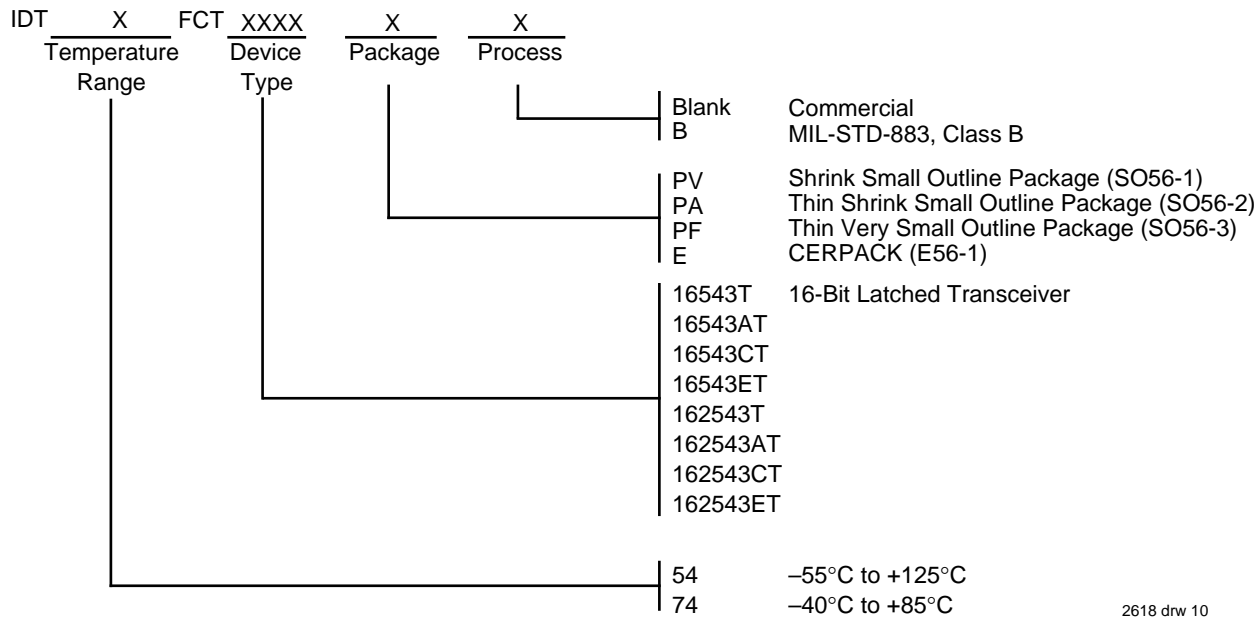 IDT X FCT XXXX X X
Temperature Range Device Type Package Process
Blank Commercial
B MIL-STD-883, Class B
PV Shrink Small Outline Package (SO56-1)
PA Thin Shrink Small Outline Package (SO56-2)
PF Thin Very Small Outline Package (SO56-3)
E CERPACK (E56-1)
16543T 16-Bit Latched Transceiver
16543AT
16543CT
16543ET
162543T
162543AT
162543CT
162543ET
54 –55°C to +125°C
74 –40°C to +85°C
2618 drw 10